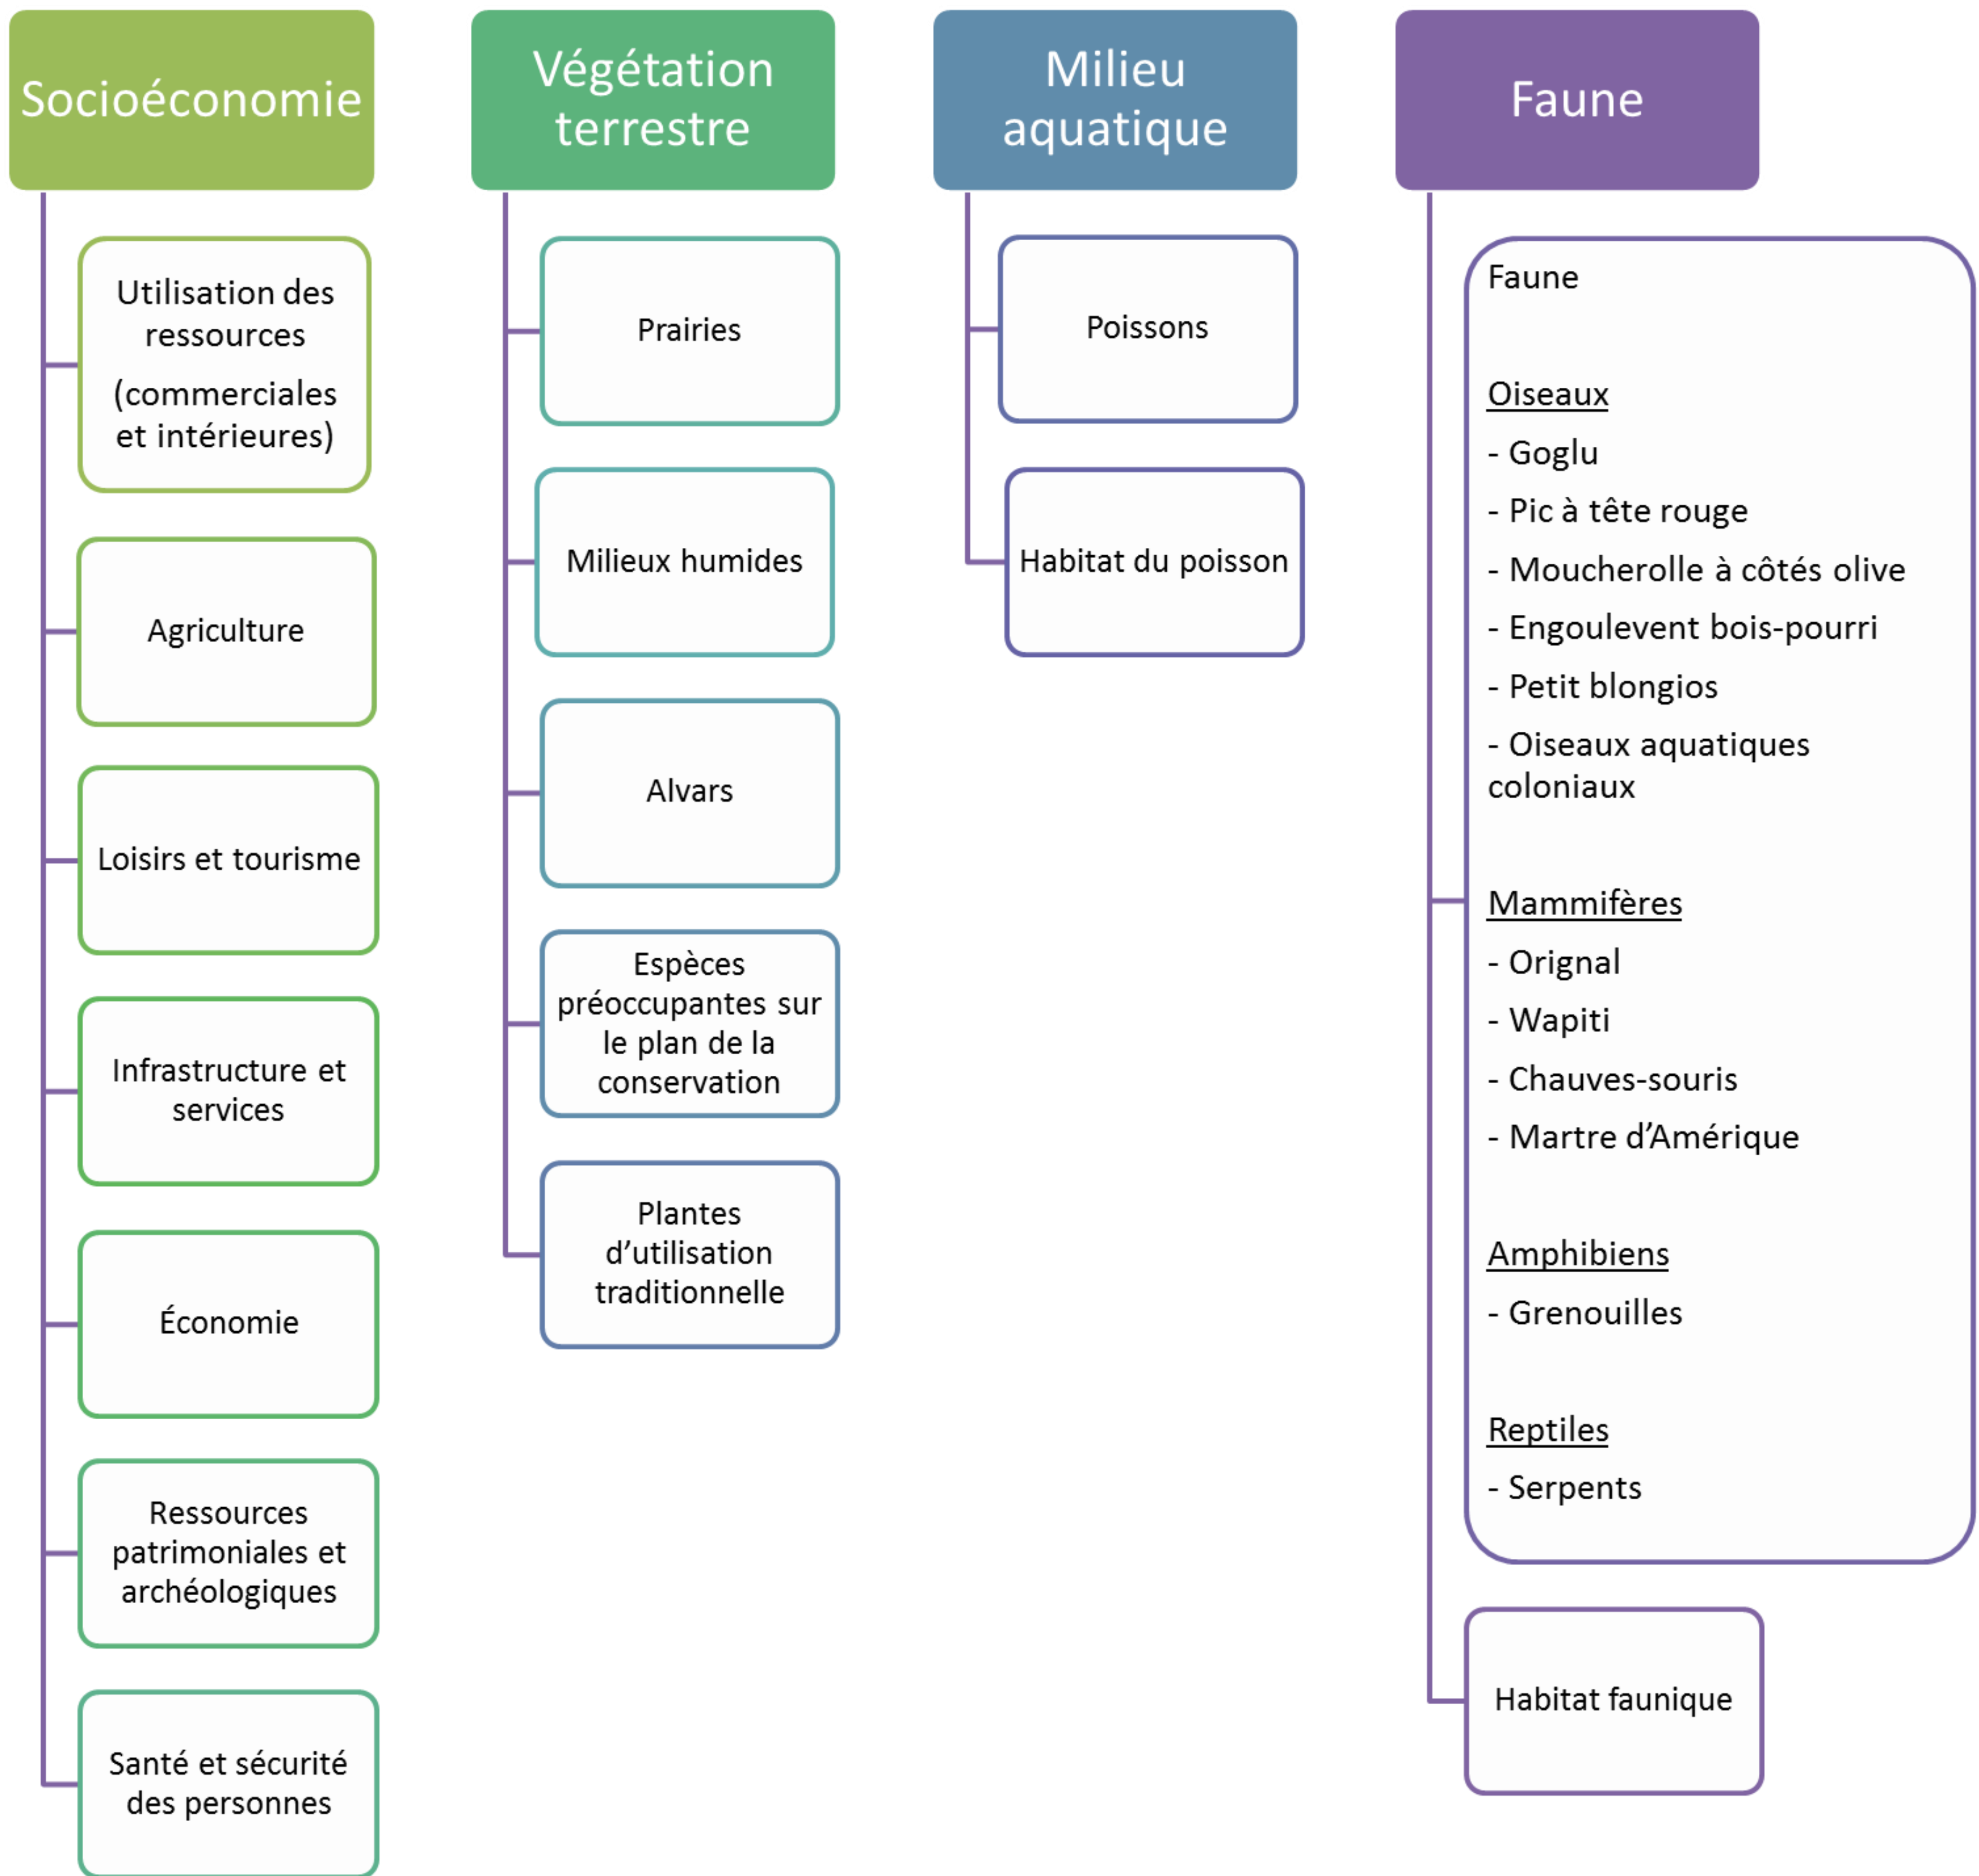 Socioéconomie
Utilisation des
ressources
(commerciales
et intérieures)
Agriculture
Loisirs et tourisme
Infrastructure et
services
Économie
Ressources
patrimoniales et
archéologiques
Santé et sécurité
des personnes
Végétation
terrestre
Prairies
Milieux humides
Alvars
Espèces
préoccupantes sur
le plan de la
conservation
Plantes
d’utilisation
traditionnelle
Milieu
aquatique
Poissons
Habitat du poisson
Faune
Faune
Oiseaux
- Goglu
- Pic à tête rouge
- Moucherolle à côtés olive
- Engoulevent bois-pourri
- Petit blongios
- Oiseaux aquatiques
coloniaux
Mammifères
- Orignal
- Wapiti
- Chauves-souris
- Martre d’Amérique
Amphibiens
- Grenouilles
Reptiles
- Serpents
Habitat faunique